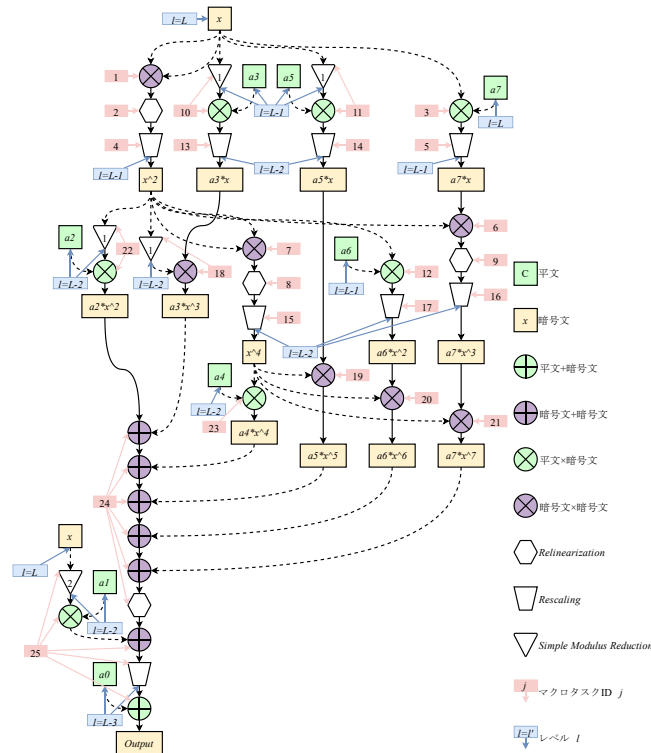 l=L
x
1
1
1
a3
a5
a7
2
10
l=L-1
11
3
l=L
4
13
14
5
l=L-1
l=L-2
l=L-1
x^2
a3*x
a5*x
a7*x
a2
1
22
1
7
a6
6
l=L-2
l=L-2
18
8
l=L-1
12
9
a2*x^2
a3*x^3
15
17
16
x^4
l=L-2
a6*x^2
a7*x^3
a4
19
l=L-2
20
23
21
a4*x^4
a5*x^5
a6*x^6
a7*x^7
24
x
l=L
2
a1
l=L-2
25
a0
l=L-3
Output
C 平文
x 暗号文
平文+暗号文
暗号文+暗号文
平文×暗号文
暗号文×暗号文
Relinearization
Rescaling
Simple Modulus Reduction
j マクロタスクID j
l=l' レベル l